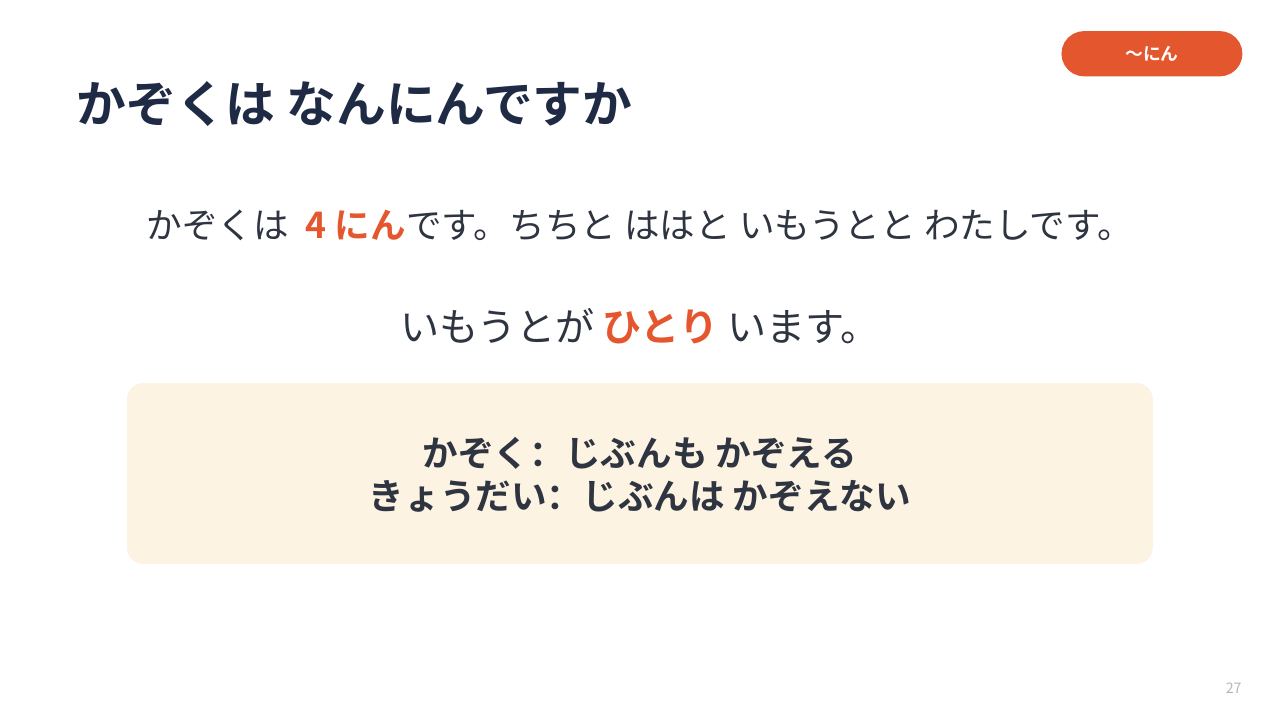 〜にん
かぞくは なんにんですか
かぞくは 4 にんです。ちちと ははと いもうとと わたしです。
いもうとが ひとり います。
かぞく：じぶんも かぞえる
きょうだい：じぶんは かぞえない
27